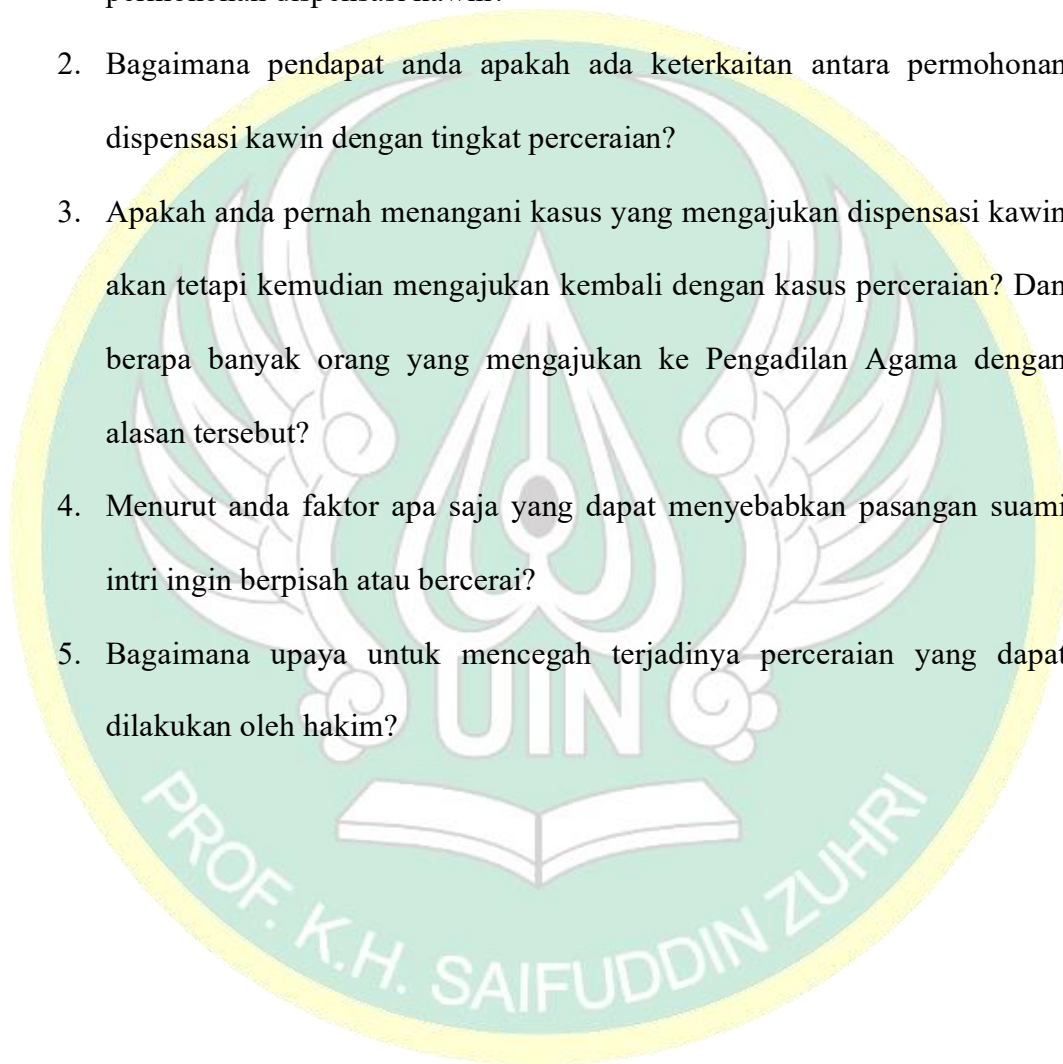 permohonan dispensasi kawin?
2. Bagaimana pendapat anda apakah ada keterkaitan antara permohonan
dispensasi kawin dengan tingkat perceraian?
3. Apakah anda pernah menangani kasus yang mengajukan dispensasi kawin
akan tetapi kemudian mengajukan kembali dengan kasus perceraian? Dan
berapa banyak orang yang mengajukan ke Pengadilan Agama dengan
alasan tersebut?
4. Menurut anda faktor apa saja yang dapat menyebabkan pasangan suami
intri ingin berpisah atau bercerai?
5. Bagaimana upaya untuk mencegah terjadinya perceraian yang dapat
dilakukan oleh hakim?
UIN
PROF. K.H. SAIFUDDIN ZUHRI